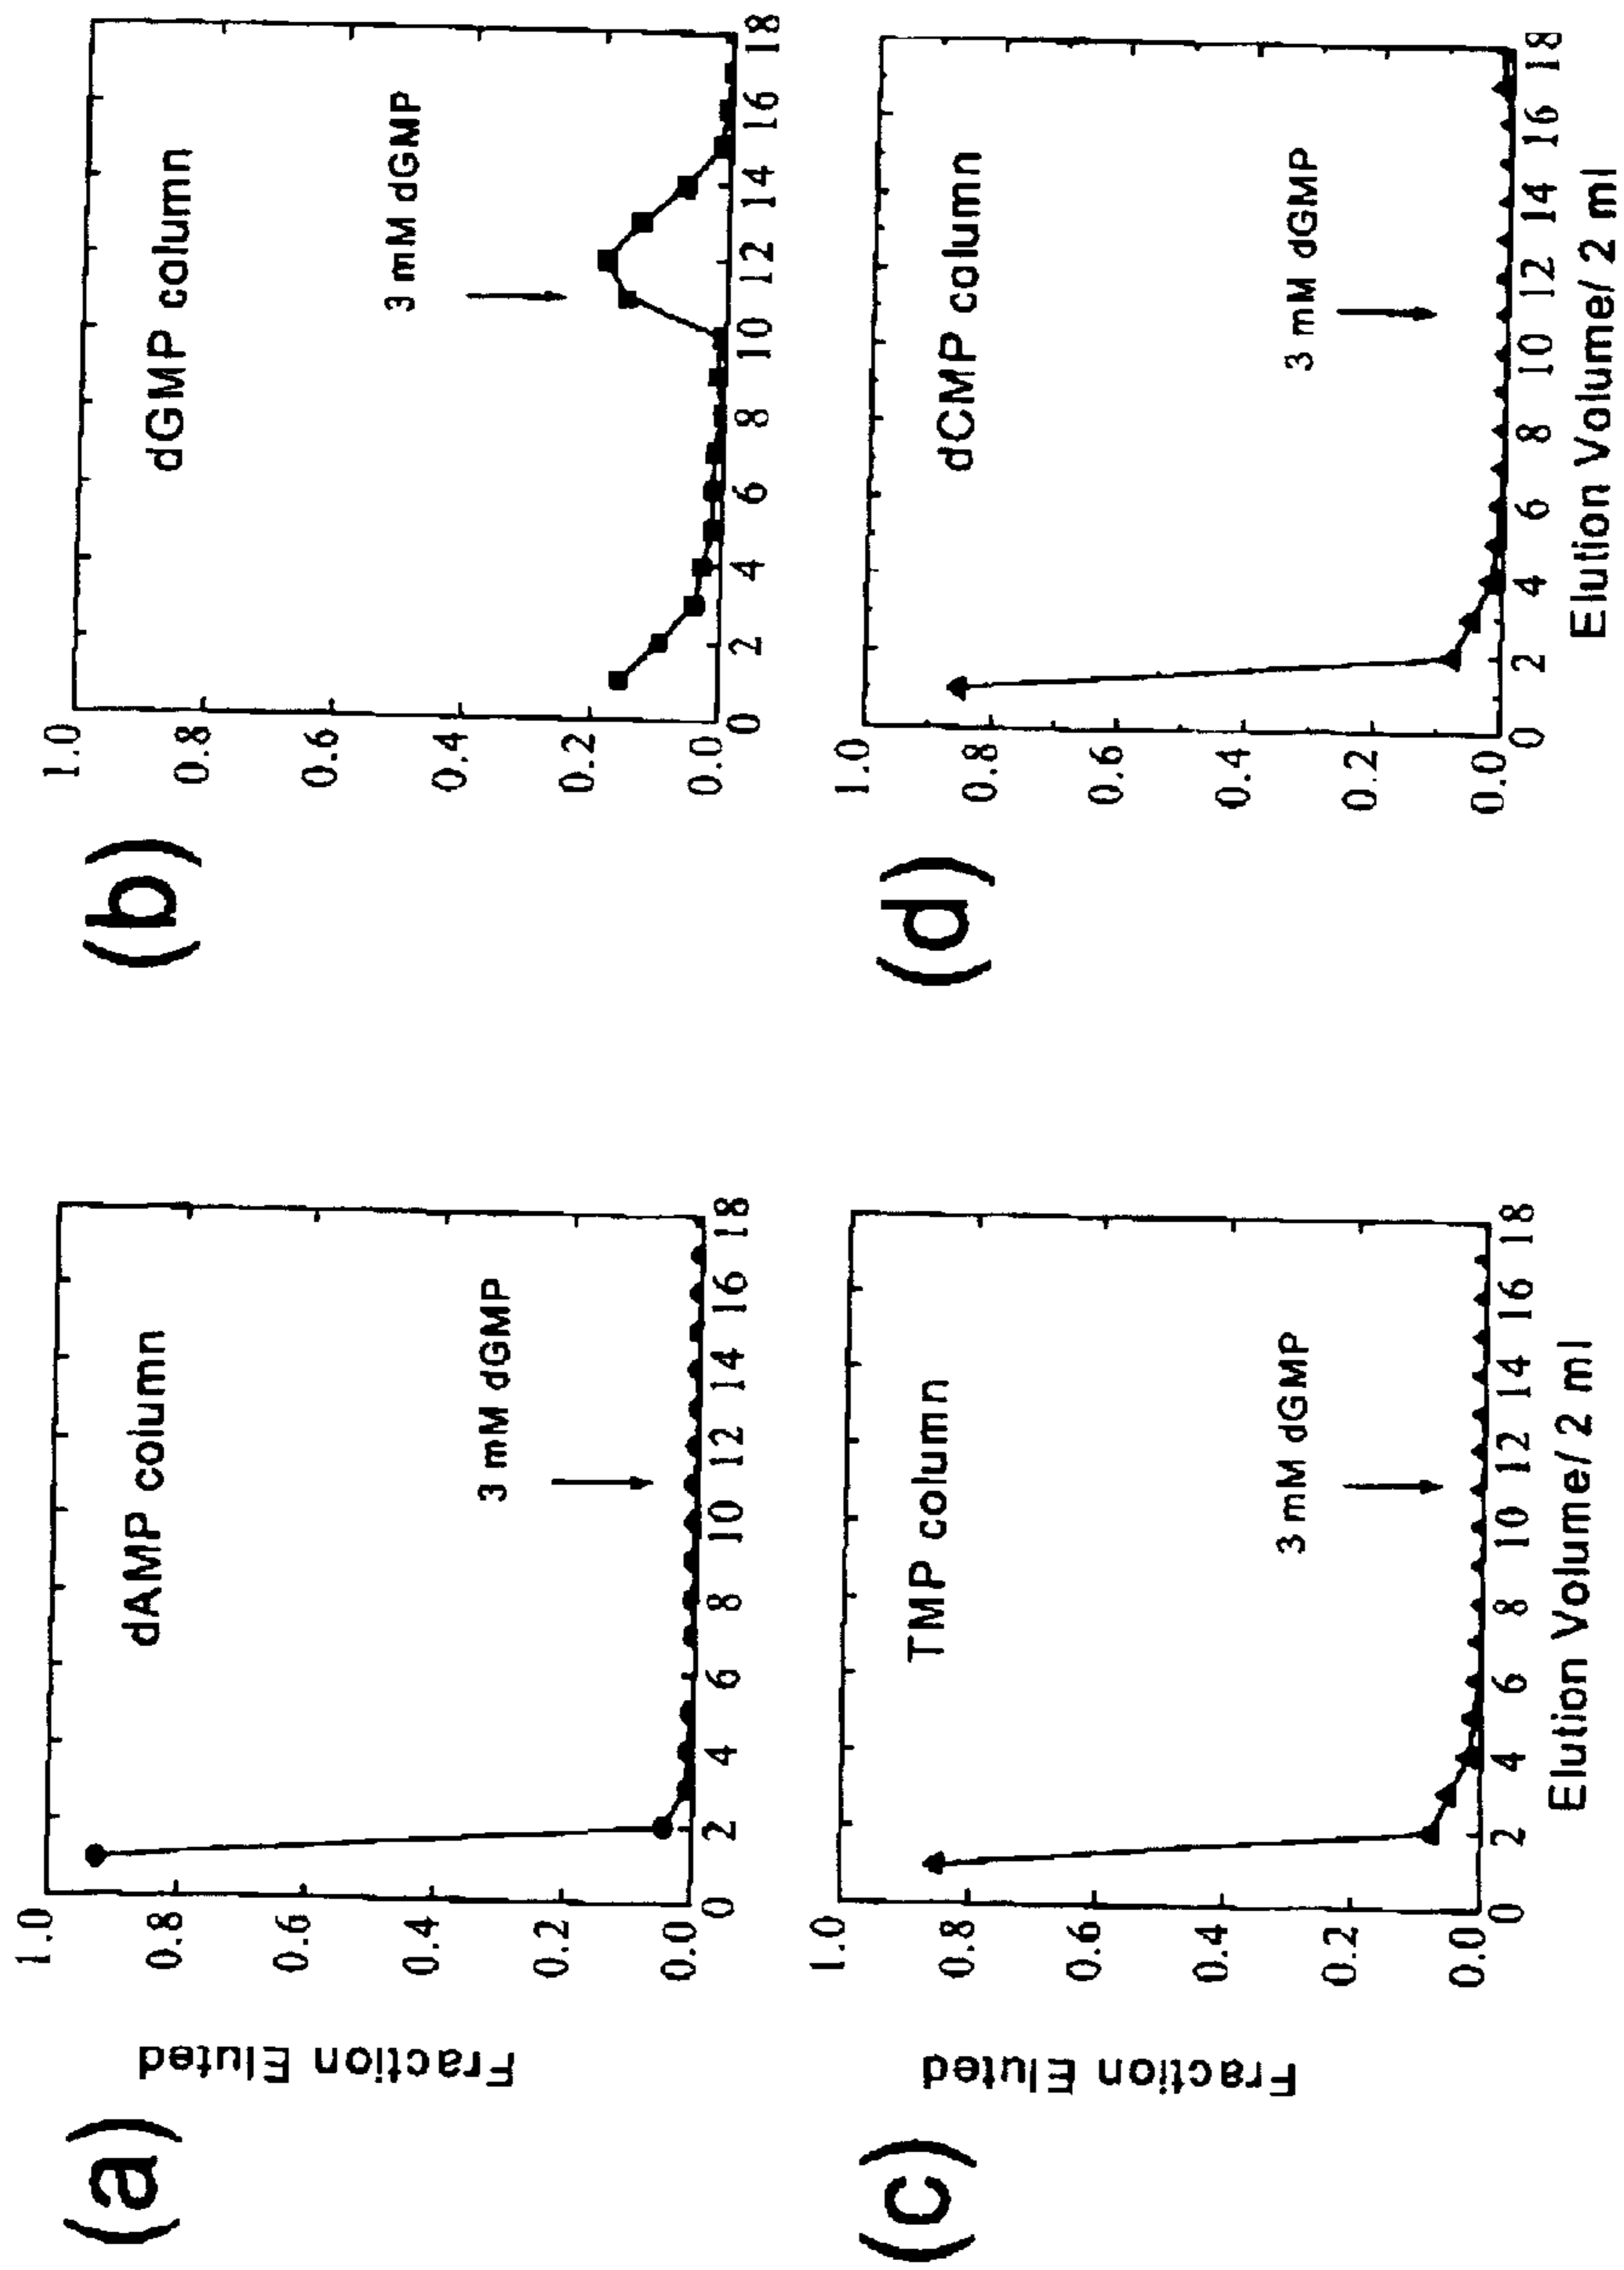 (a)
Fraction Eluted
1.0
0.8
0.6
0.4
0.2
0.0
dAMP column
3 mM dGMP
0 2 4 6 8 10 12 14 16 18
(b)
1.0
0.8
0.6
0.4
0.2
0.0
dGMP column
3 mM dGMP
0 2 4 6 8 10 12 14 16 18
(c)
Fraction Eluted
1.0
0.8
0.6
0.4
0.2
0.0
TMP column
3 mM dGMP
0 2 4 6 8 10 12 14 16 18
Elution Volume/ 2 ml
(d)
1.0
0.8
0.6
0.4
0.2
0.0
dCMP column
3 mM dGMP
0 2 4 6 8 10 12 14 16 18
Elution Volume/ 2 ml